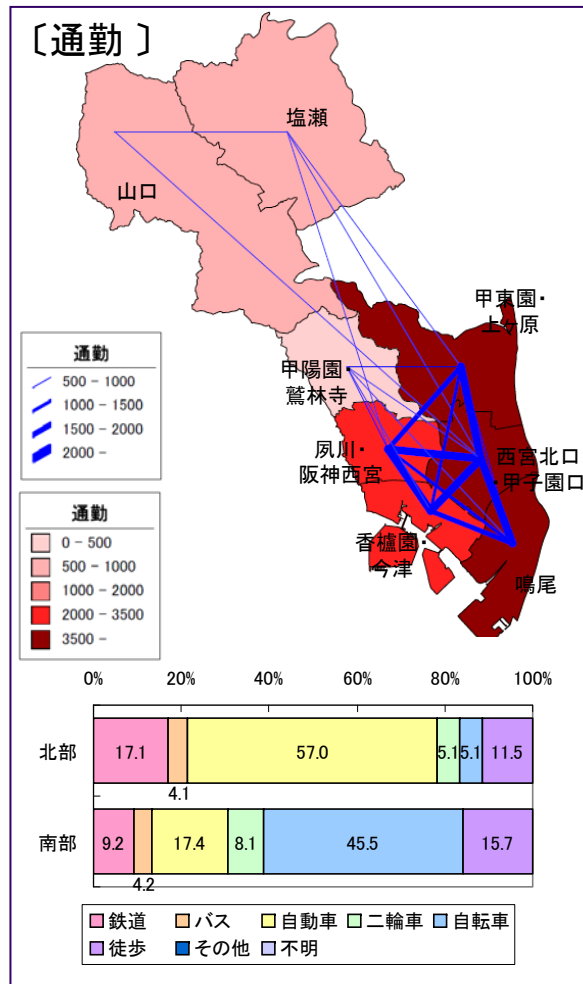 〔通勤 〕
塩瀬
山口
甲東園・
上ヶ原
甲陽園・
鷲林寺
夙川・
阪神西宮
西宮北口
・甲子園口
香櫨園・
今津
鳴尾
通勤
500 - 1000
1000 - 1500
1500 - 2000
2000 -
通勤
0 - 500
500 - 1000
1000 - 2000
2000 - 3500
3500 -
0% 20% 40% 60% 80% 100%
北部 17.1 4.1 57.0 5.1 5.1 11.5
南部 9.2 4.2 17.4 8.1 45.5 15.7
鉄道 バス 自動車 二輪車 自転車
徒歩 その他 不明